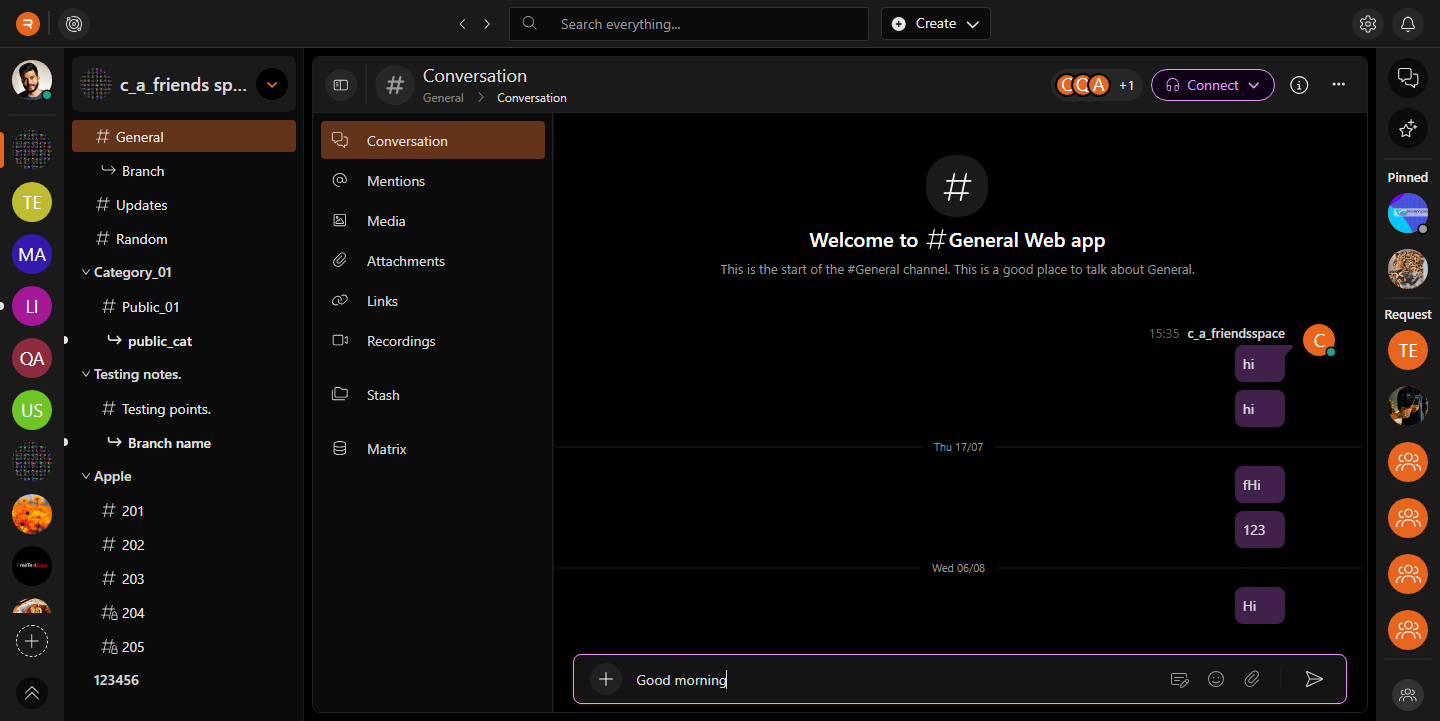 Search everything...
Create
c_a_friends sp...
General
Branch
Updates
Random
Category_01
Public_01
public_cat
Testing notes.
Testing points.
Branch name
Apple
201
202
203
204
205
123456
TE
MA
LI
QA
US
Conversation
General > Conversation
C C A +1
Connect
Conversation
Mentions
Media
Attachments
Links
Recordings
Stash
Matrix
Welcome to #General Web app
This is the start of the #General channel. This is a good place to talk about General.
15:35 c_a_friendsspace
C
hi
hi
Thu 17/07
fHi
123
Wed 06/08
Hi
Good morning
Pinned
Request
TE